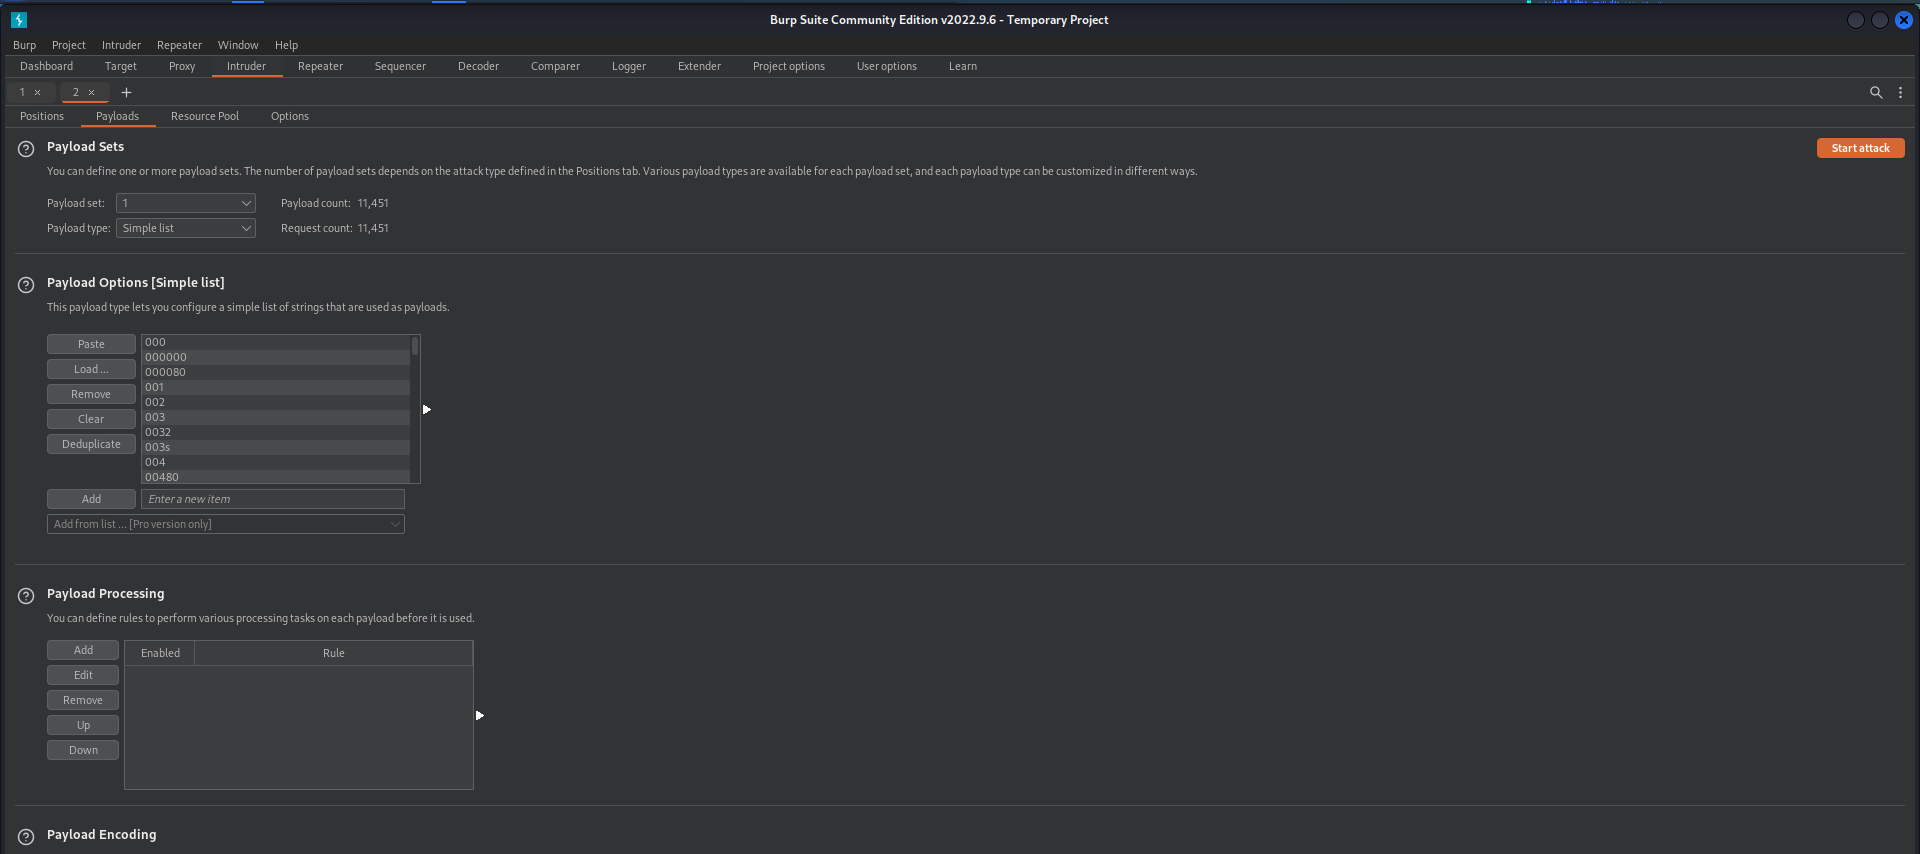 Burp Suite Community Edition v2022.9.6 - Temporary Project
Burp Project Intruder Repeater Window Help
Dashboard Target Proxy Intruder Repeater Sequencer Decoder Comparer Logger Extender Project options User options Learn
1 × 2 × +
Positions Payloads Resource Pool Options
? Payload Sets
Start attack
You can define one or more payload sets. The number of payload sets depends on the attack type defined in the Positions tab. Various payload types are available for each payload set, and each payload type can be customized in different ways.
Payload set: 1 Payload count: 11,451
Payload type: Simple list Request count: 11,451
? Payload Options [Simple list]
This payload type lets you configure a simple list of strings that are used as payloads.
Paste
Load ...
Remove
Clear
Deduplicate
000
000000
000080
001
002
003
0032
003s
004
00480
Add Enter a new item
Add from list ... [Pro version only]
? Payload Processing
You can define rules to perform various processing tasks on each payload before it is used.
Add
Edit
Remove
Up
Down
Enabled Rule
? Payload Encoding